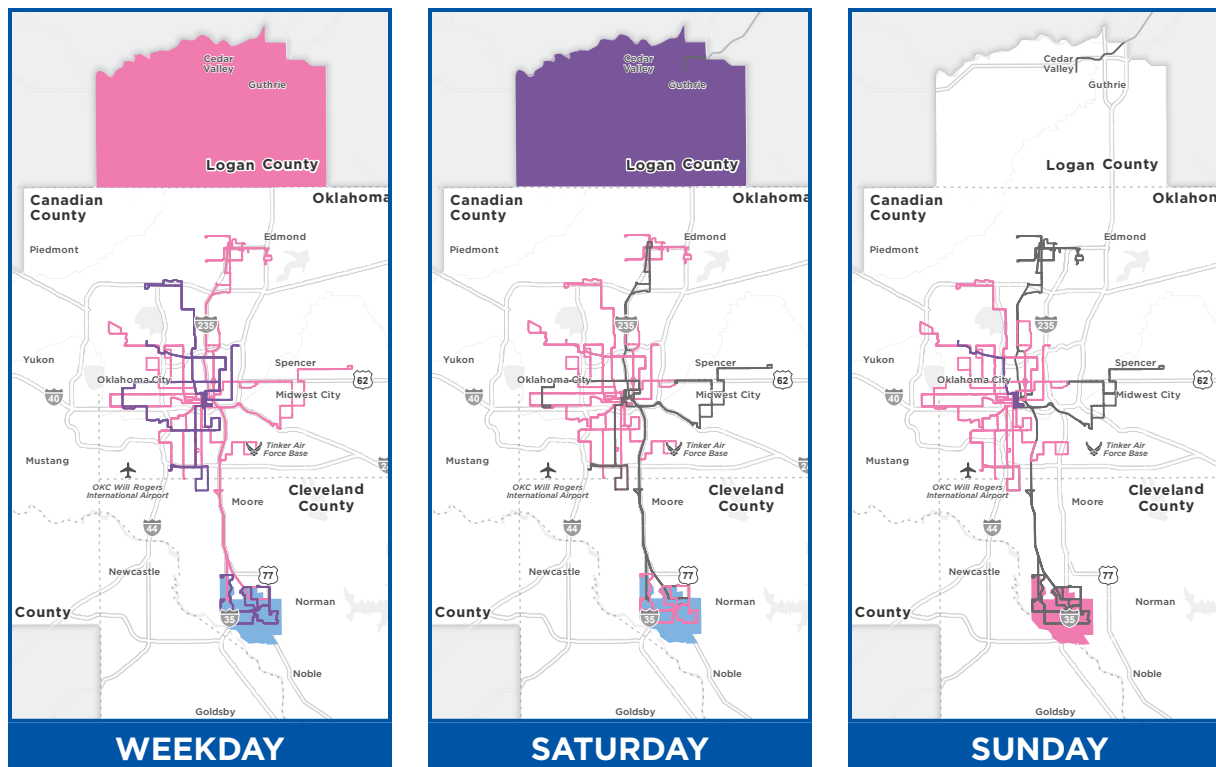 Cedar
Valley
Guthrie
Logan County
Canadian
County
Oklahoma
Piedmont
Edmond
235
Yukon
Spencer
Oklahoma City
62
40
Midwest City
Tinker Air
Force Base
Mustang
OKC Will Rogers
International Airport
Cleveland
County
Moore
44
Newcastle
77
Norman
County
35
Noble
Goldsby
WEEKDAY
Cedar
Valley
Guthrie
Logan County
Canadian
County
Oklahoma
Piedmont
Edmond
235
Yukon
Spencer
Oklahoma City
62
40
Midwest City
Tinker Air
Force Base
Mustang
OKC Will Rogers
International Airport
Cleveland
County
Moore
44
Newcastle
77
Norman
County
35
Noble
Goldsby
SATURDAY
Cedar
Valley
Guthrie
Logan County
Canadian
County
Oklahom
Piedmont
Edmond
235
Yukon
Spencer
Oklahoma City
62
40
Midwest City
Tinker Air
Force Base
Mustang
OKC Will Rogers
International Airport
Cleveland
County
Moore
44
Newcastle
77
Norman
County
35
Noble
Goldsby
SUNDAY